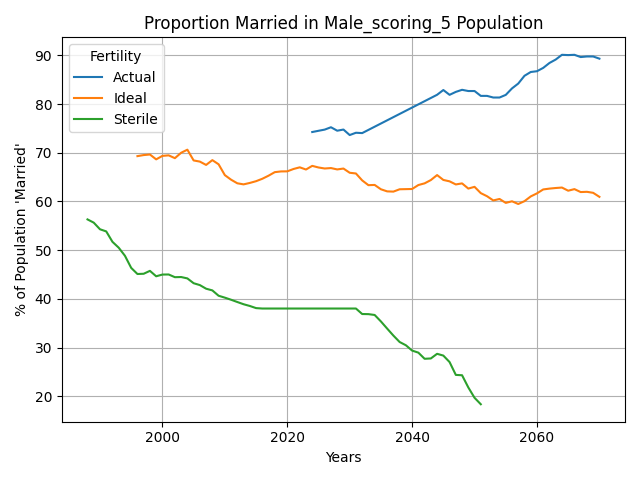 Proportion Married in Male_scoring_5 Population
% of Population 'Married'
90
80
70
60
50
40
30
20
Fertility
Actual
Ideal
Sterile
2000 2020 2040 2060
Years